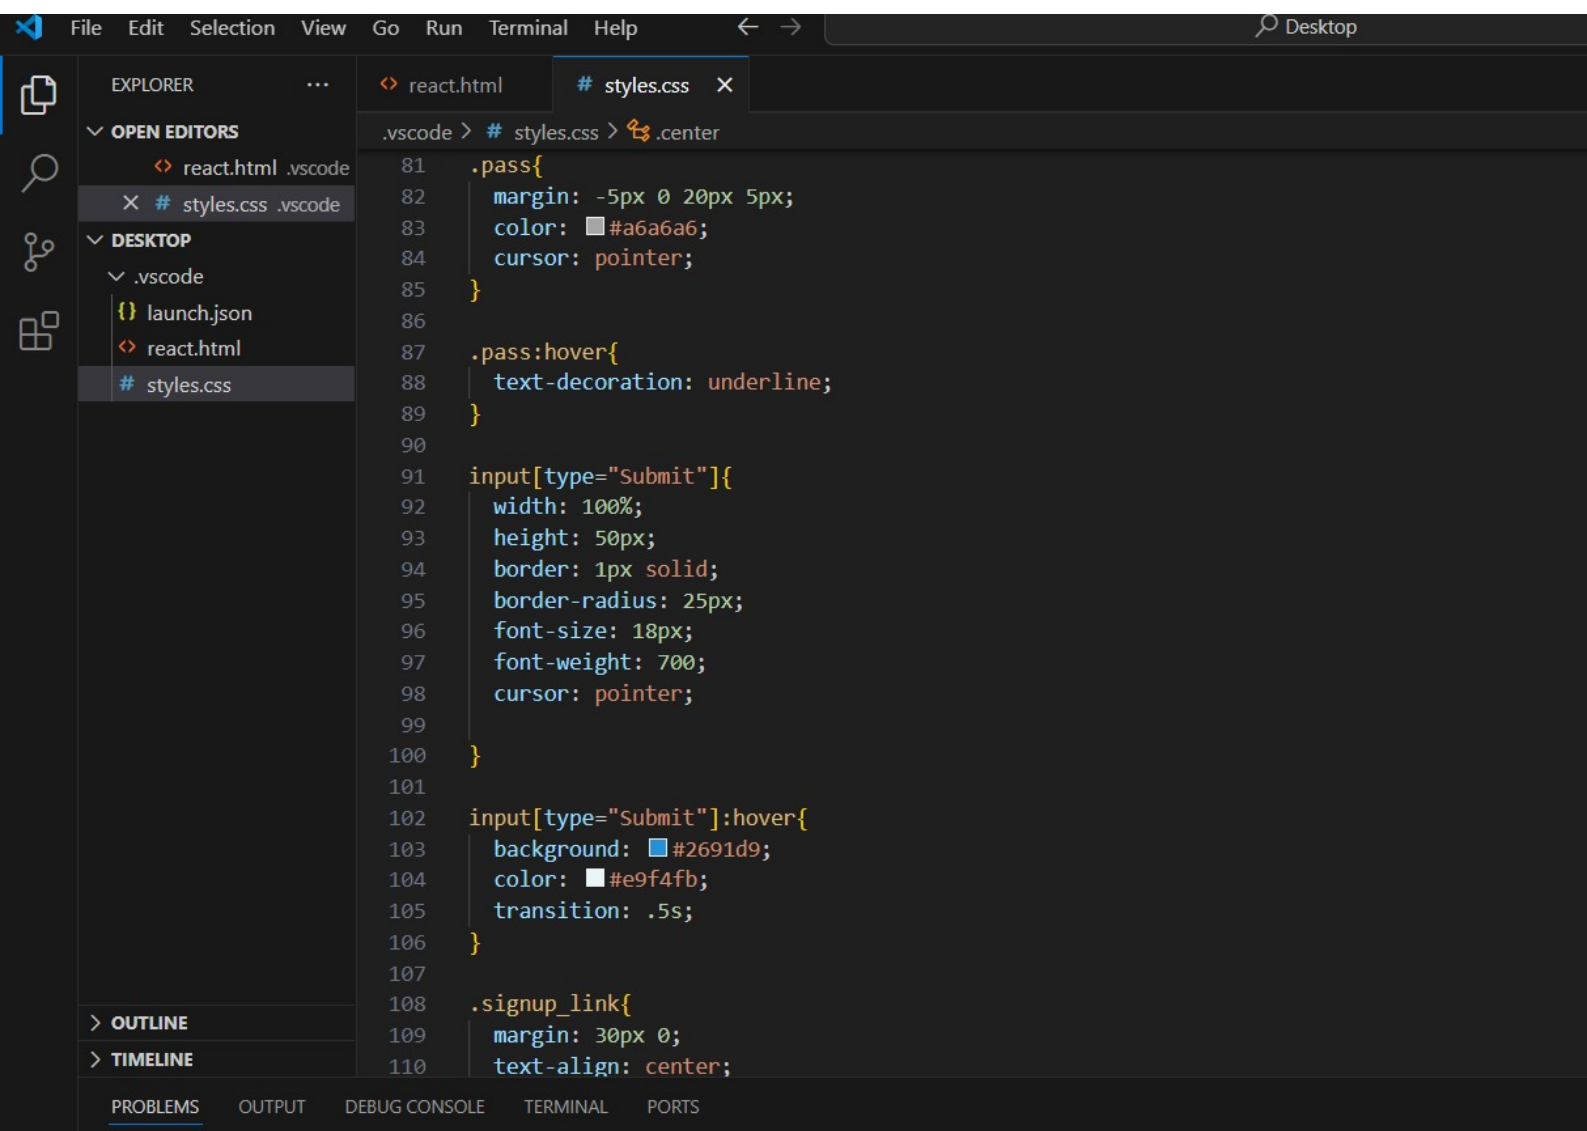 File Edit Selection View Go Run Terminal Help Desktop
EXPLORER ···
OPEN EDITORS
react.html .vscode
styles.css .vscode
DESKTOP
.vscode
{} launch.json
<> react.html
# styles.css
OUTLINE
TIMELINE
<> react.html # styles.css
.vscode > # styles.css > .center
81 .pass{
82 margin: -5px 0 20px 5px;
83 color: #a6a6a6;
84 cursor: pointer;
85 }
86
87 .pass:hover{
88 text-decoration: underline;
89 }
90
91 input[type="Submit"]{
92 width: 100%;
93 height: 50px;
94 border: 1px solid;
95 border-radius: 25px;
96 font-size: 18px;
97 font-weight: 700;
98 cursor: pointer;
99
100 }
101
102 input[type="Submit"]:hover{
103 background: #2691d9;
104 color: #e9f4fb;
105 transition: .5s;
106 }
107
108 .signup_link{
109 margin: 30px 0;
110 text-align: center;
PROBLEMS OUTPUT DEBUG CONSOLE TERMINAL PORTS